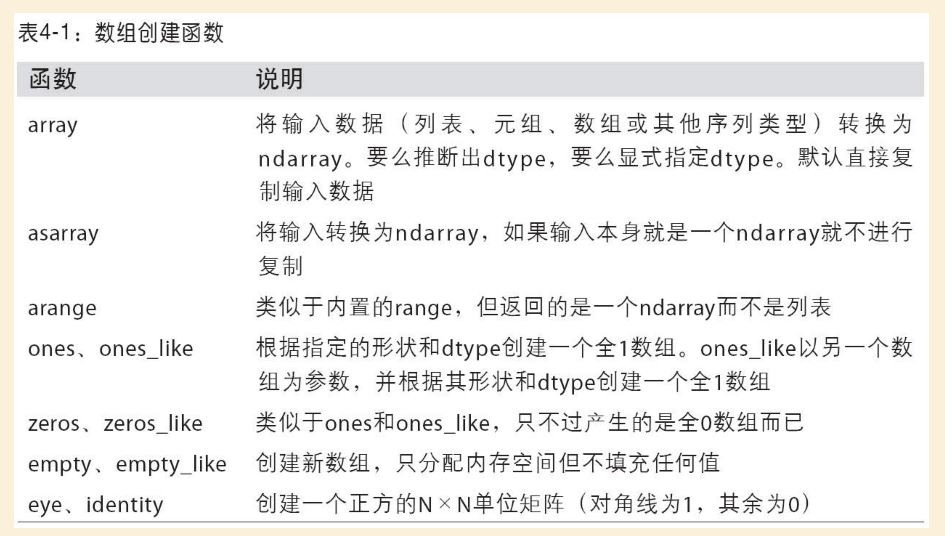 表4-1：数组创建函数
函数 说明
array 将输入数据（列表、元组、数组或其他序列类型）转换为
ndarray。要么推断出dtype，要么显式指定dtype。默认直接复
制输入数据
asarray 将输入转换为ndarray，如果输入本身就是一个ndarray就不进行
复制
arange 类似于内置的range，但返回的是一个ndarray而不是列表
ones、ones_like 根据指定的形状和dtype创建一个全1数组。ones_like以另一个数
组为参数，并根据其形状和dtype创建一个全1数组
zeros、zeros_like 类似于ones和ones_like，只不过产生的是全0数组而已
empty、empty_like 创建新数组，只分配内存空间但不填充任何值
eye、identity 创建一个正方的N×N单位矩阵（对角线为1，其余为0）